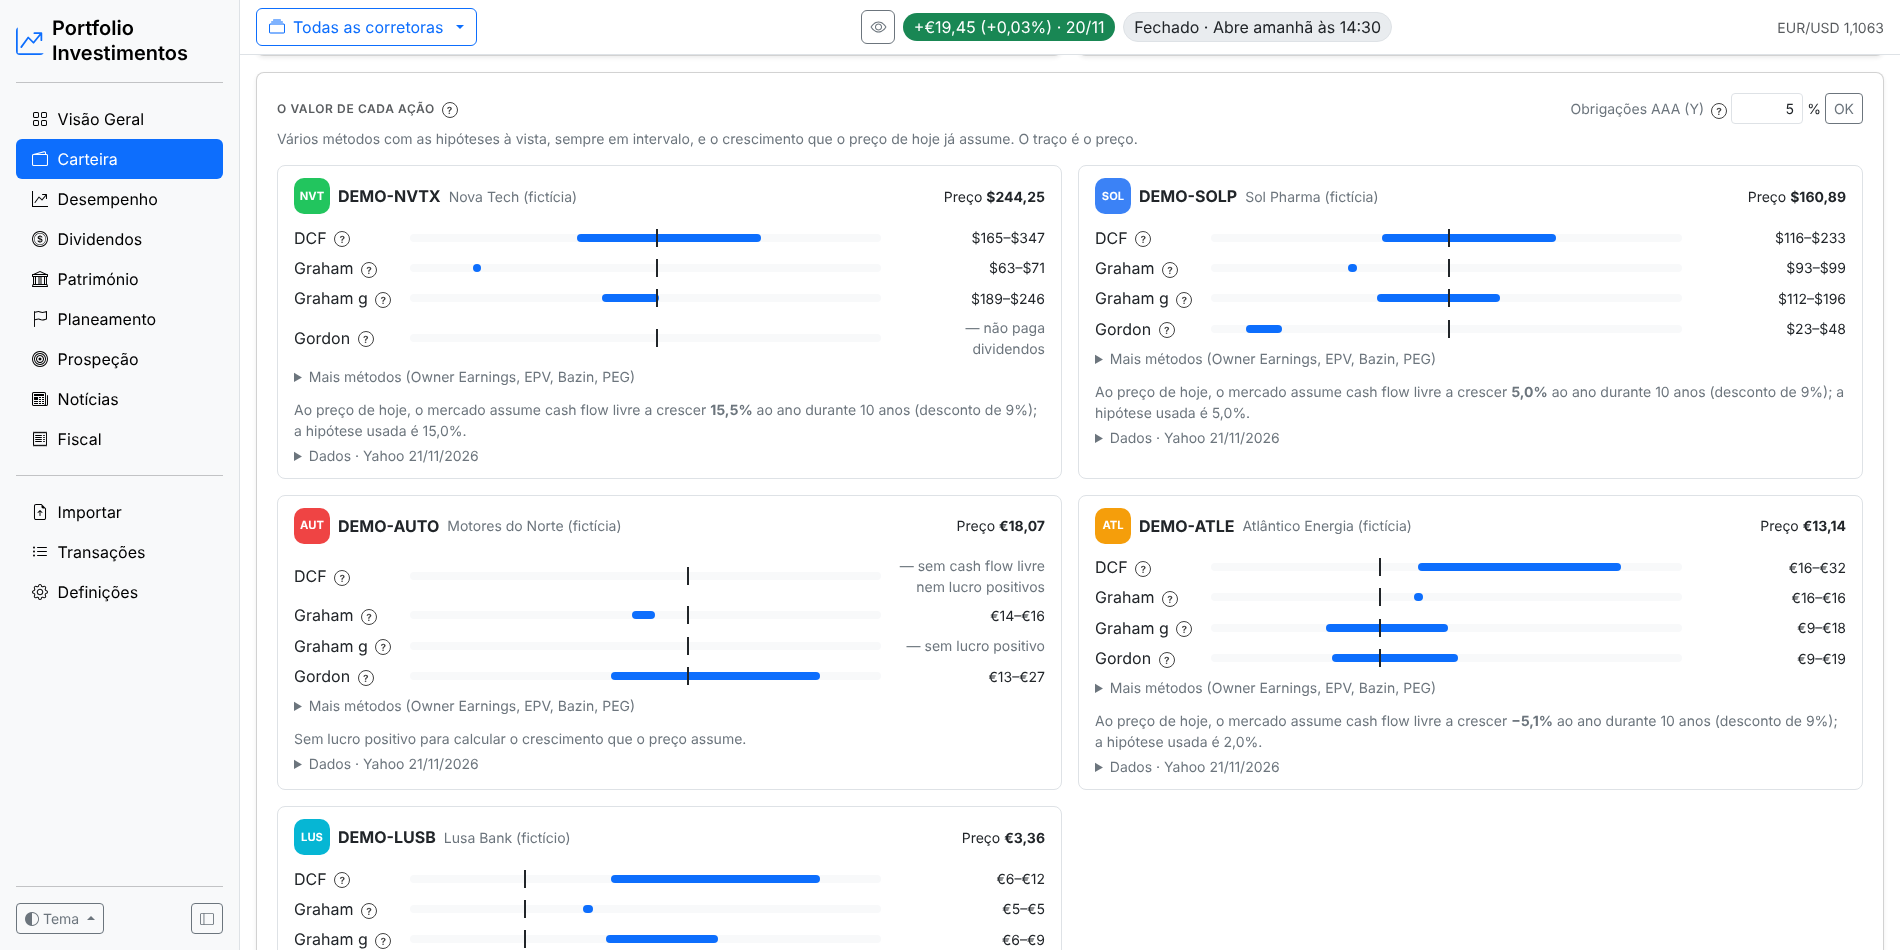 Portfolio
Investimentos
Visão Geral
Carteira
Desempenho
Dividendos
Património
Planeamento
Prospeção
Notícias
Fiscal
Importar
Transações
Definições
Tema
Todas as corretoras
+€19,45 (+0,03%) · 20/11
Fechado · Abre amanhã às 14:30
EUR/USD 1,1063
O VALOR DE CADA AÇÃO ?
Obrigações AAA (Y) ? 5 % OK
Vários métodos com as hipóteses à vista, sempre em intervalo, e o crescimento que o preço de hoje já assume. O traço é o preço.
NVT DEMO-NVTX Nova Tech (fictícia) Preço $244,25
DCF ? $165–$347
Graham ? $63–$71
Graham g ? $189–$246
Gordon ? — não paga
dividendos
Mais métodos (Owner Earnings, EPV, Bazin, PEG)
Ao preço de hoje, o mercado assume cash flow livre a crescer 15,5% ao ano durante 10 anos (desconto de 9%);
a hipótese usada é 15,0%.
Dados · Yahoo 21/11/2026
SOL DEMO-SOLP Sol Pharma (fictícia) Preço $160,89
DCF ? $116–$233
Graham ? $93–$99
Graham g ? $112–$196
Gordon ? $23–$48
Mais métodos (Owner Earnings, EPV, Bazin, PEG)
Ao preço de hoje, o mercado assume cash flow livre a crescer 5,0% ao ano durante 10 anos (desconto de 9%); a
hipótese usada é 5,0%.
Dados · Yahoo 21/11/2026
AUT DEMO-AUTO Motores do Norte (fictícia) Preço €18,07
DCF ? — sem cash flow livre
nem lucro positivos
Graham ? €14–€16
Graham g ? — sem lucro positivo
Gordon ? €13–€27
Mais métodos (Owner Earnings, EPV, Bazin, PEG)
Sem lucro positivo para calcular o crescimento que o preço assume.
Dados · Yahoo 21/11/2026
ATL DEMO-ATLE Atlântico Energia (fictícia) Preço €13,14
DCF ? €16–€32
Graham ? €16–€16
Graham g ? €9–€18
Gordon ? €9–€19
Mais métodos (Owner Earnings, EPV, Bazin, PEG)
Ao preço de hoje, o mercado assume cash flow livre a crescer −5,1% ao ano durante 10 anos (desconto de 9%);
a hipótese usada é 2,0%.
Dados · Yahoo 21/11/2026
LUS DEMO-LUSB Lusa Bank (fictício) Preço €3,36
DCF ? €6–€12
Graham ? €5–€5
Graham g ? €6–€9